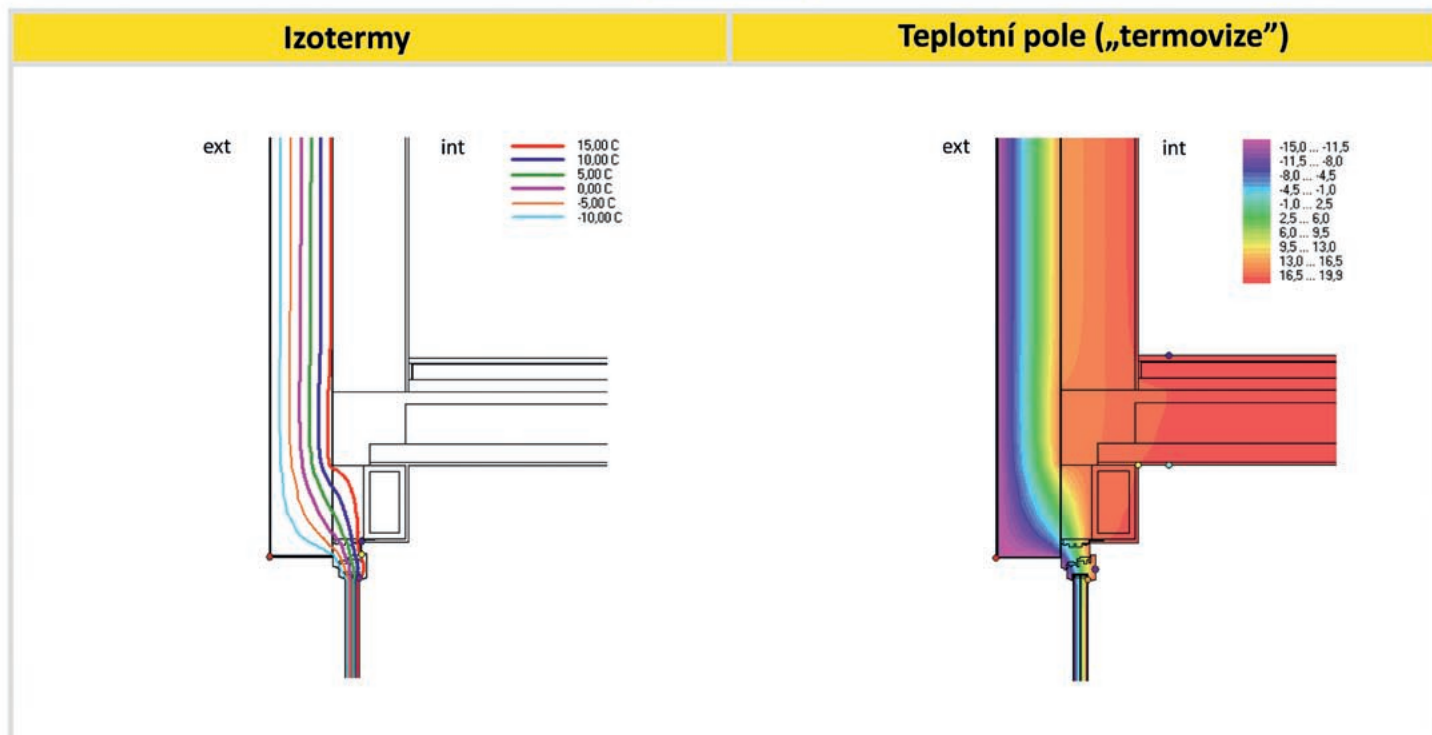 Izotermy
Teplotní pole („termovize”)
ext
int
15,00 C
10,00 C
5,00 C
0,00 C
-5,00 C
-10,00 C
ext
int
-15,0 ... -11,5
-11,5 ... -8,0
-8,0 ... -4,5
-4,5 ... -1,0
-1,0 ... 2,5
2,5 ... 6,0
6,0 ... 9,5
9,5 ... 13,0
13,0 ... 16,5
16,5 ... 19,9